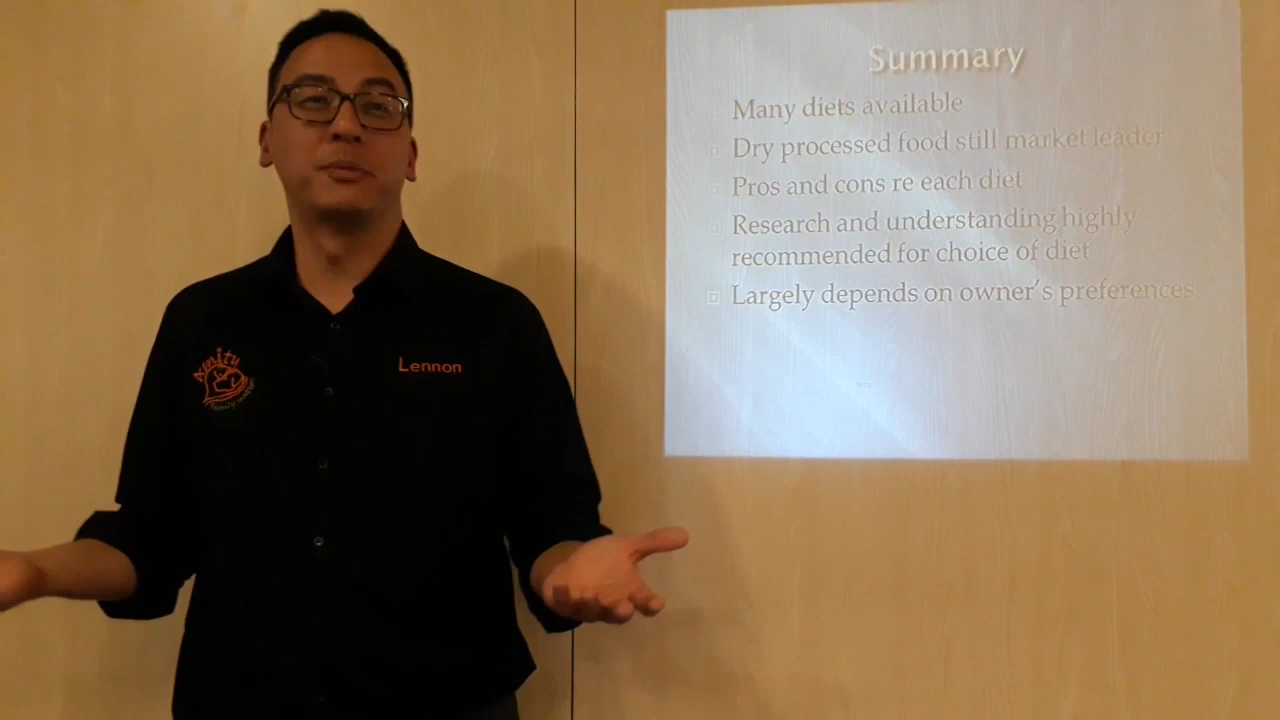 Summary
Many diets available
Dry processed food still market leader
Pros and cons re each diet
Research and understanding highly
recommended for choice of diet
Largely depends on owner's preferences
Lennon